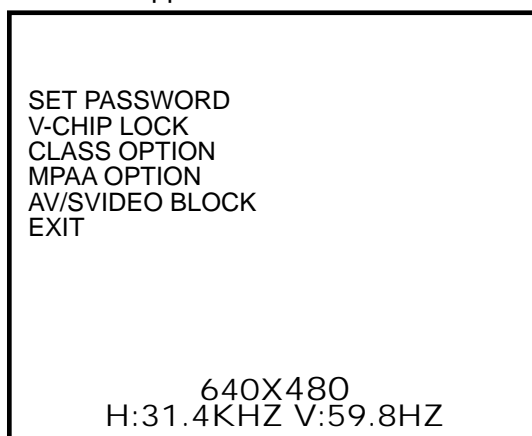 SET PASSWORD
V-CHIP LOCK
CLASS OPTION
MPAA OPTION
AV/SVIDEO BLOCK
EXIT
640X480
H:31.4KHZ V:59.8HZ